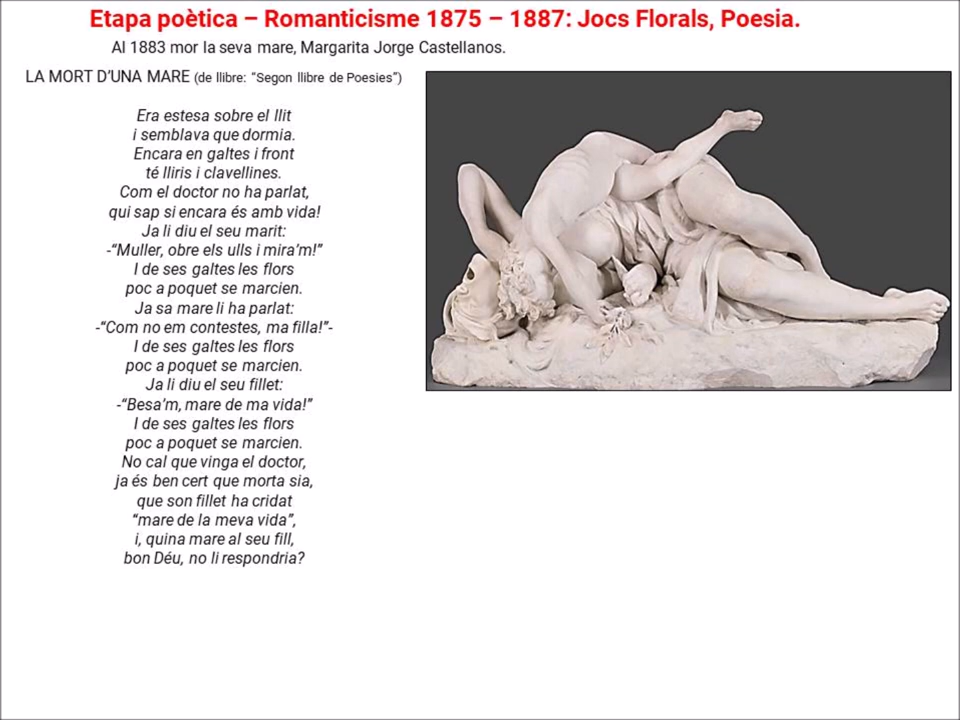 Etapa poètica – Romanticisme 1875 – 1887: Jocs Florals, Poesia.
Al 1883 mor la seva mare, Margarita Jorge Castellanos.
LA MORT D’UNA MARE (de llibre: “Segon llibre de Poesies”)
Era estesa sobre el llit
i semblava que dormia.
Encara en galtes i front
té lliris i clavellines.
Com el doctor no ha parlat,
qui sap si encara és amb vida!
Ja li diu el seu marit:
-“Muller, obre els ulls i mira’m!”
I de ses galtes les flors
poc a poquet se marcien.
Ja sa mare li ha parlat:
-“Com no em contestes, ma filla!”-
I de ses galtes les flors
poc a poquet se marcien.
Ja li diu el seu fillet:
-“Besa’m, mare de ma vida!”
I de ses galtes les flors
poc a poquet se marcien.
No cal que vinga el doctor,
ja és ben cert que morta sia,
que son fillet ha cridat
“mare de la meva vida”,
i, quina mare al seu fill,
bon Déu, no li respondria?